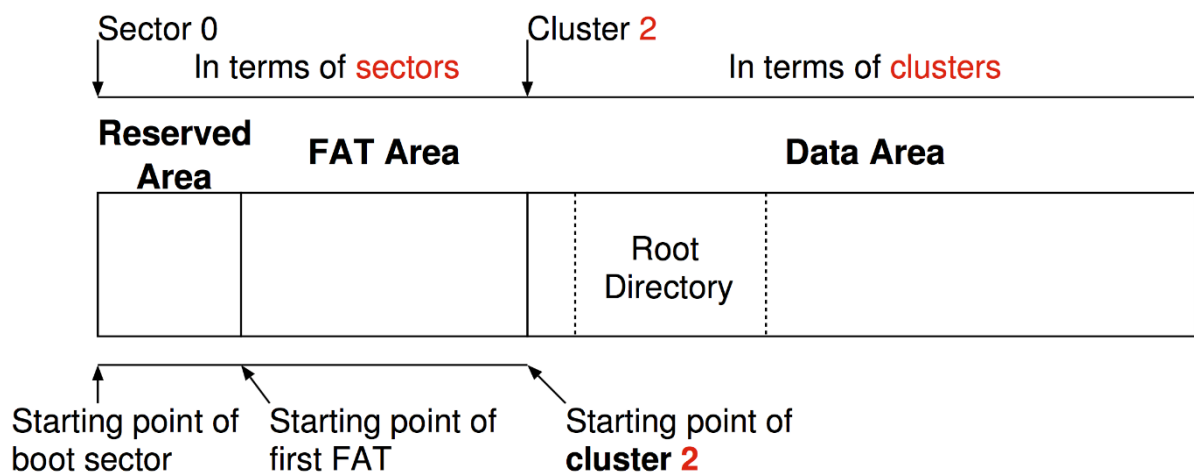 Sector 0
Cluster 2
In terms of sectors
In terms of clusters
Reserved
Area
FAT Area
Data Area
Root
Directory
Starting point of
boot sector
Starting point of
first FAT
Starting point of
cluster 2